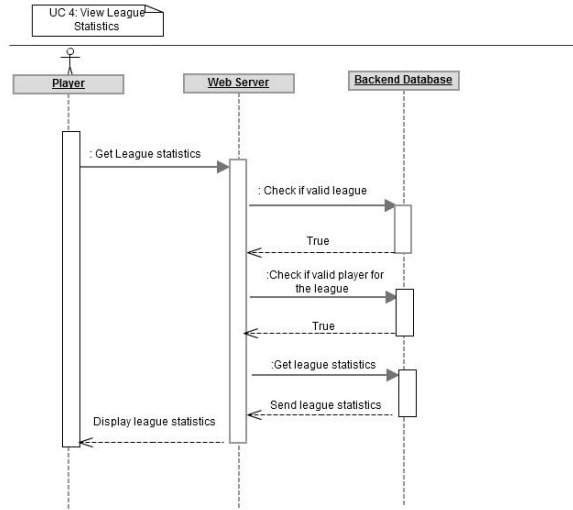 UC 4: View League
Statistics
Player
Web Server
Backend Database
: Get League statistics
: Check if valid league
True
:Check if valid player for
the league
True
:Get league statistics
Send league statistics
Display league statistics